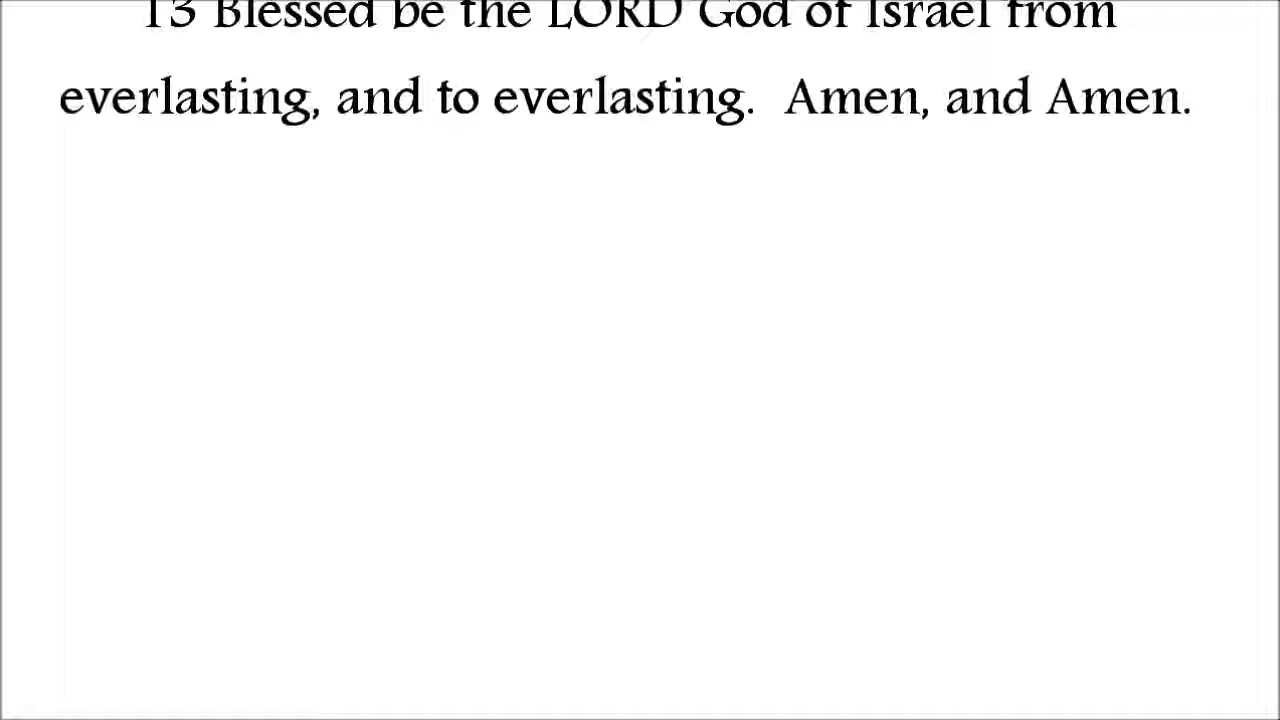 13 Blessed be the LORD God of Israel from
everlasting, and to everlasting.  Amen, and Amen.